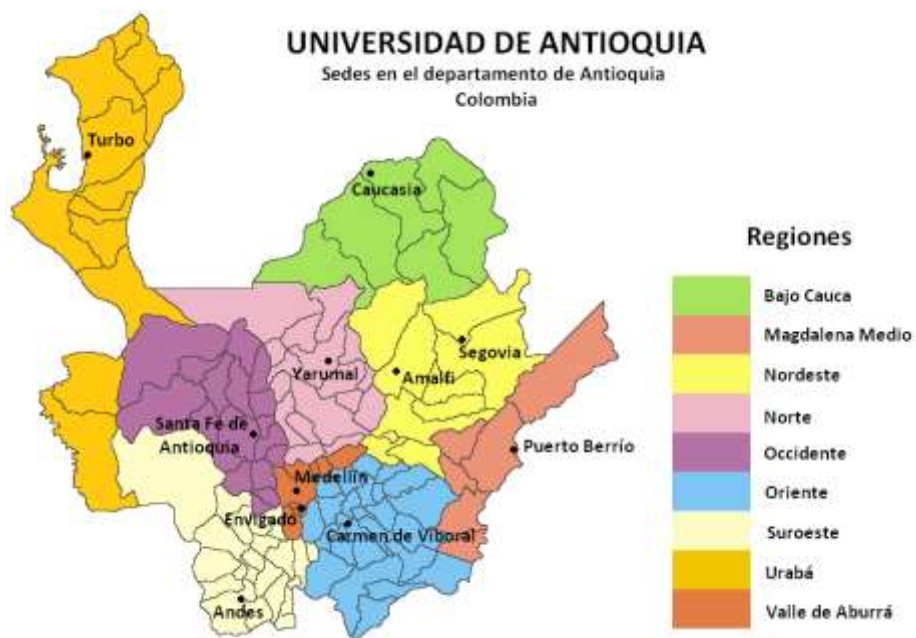 UNIVERSIDAD DE ANTIOQUIA
Sedes en el departamento de Antioquia
Colombia
Turbo
Caucasia
Segovia
Yarumal
Amalfi
Santa Fe de
Antioquia
Puerto Berrío
Medellín
Envigado
Carmen de Viboral
Andes
Regiones
Bajo Cauca
Magdalena Medio
Nordeste
Norte
Occidente
Oriente
Suroeste
Urabá
Valle de Aburrá